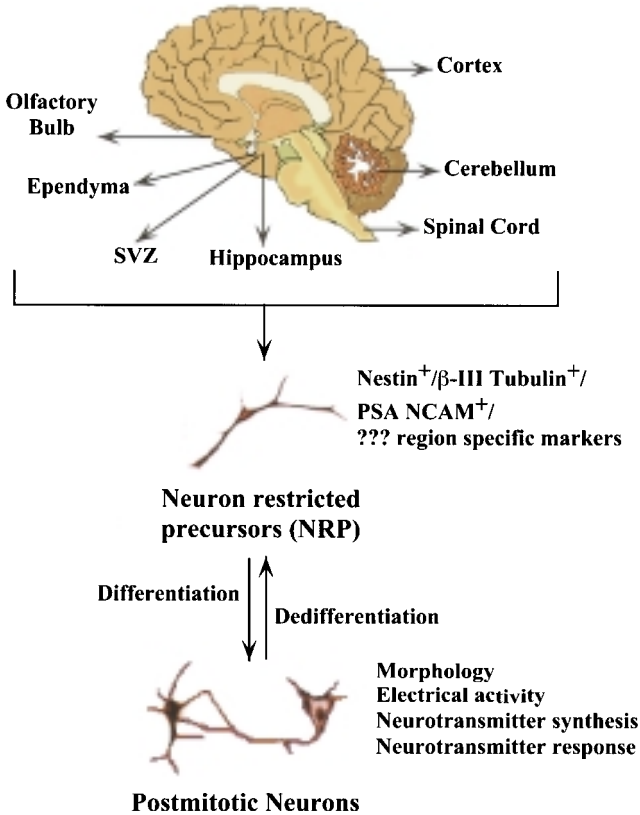 Cortex
Olfactory
Bulb
Ependyma
Cerebellum
Spinal Cord
SVZ
Hippocampus
Nestin⁺/β-III Tubulin⁺/
PSA NCAM⁺/
??? region specific markers
Neuron restricted
precursors (NRP)
Differentiation
Dedifferentiation
Morphology
Electrical activity
Neurotransmitter synthesis
Neurotransmitter response
Postmitotic Neurons